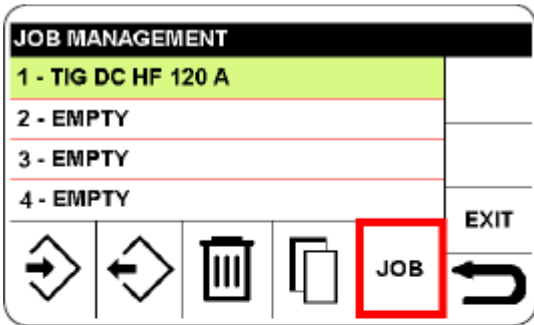 JOB MANAGEMENT
1 - TIG DC HF 120 A
2 - EMPTY
3 - EMPTY
4 - EMPTY
EXIT
JOB